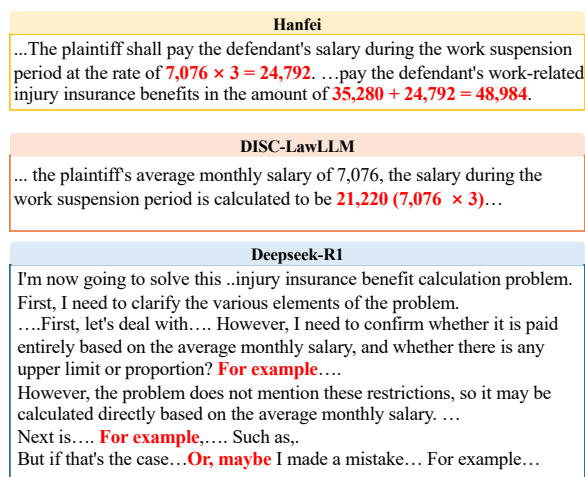 Hanfei
...The plaintiff shall pay the defendant's salary during the work suspension
period at the rate of 7,076 × 3 = 24,792. …pay the defendant's work-related
injury insurance benefits in the amount of 35,280 + 24,792 = 48,984.
DISC-LawLLM
... the plaintiff's average monthly salary of 7,076, the salary during the
work suspension period is calculated to be 21,220 (7,076 × 3)…
Deepseek-R1
I'm now going to solve this ..injury insurance benefit calculation problem.
First, I need to clarify the various elements of the problem.
….First, let's deal with…. However, I need to confirm whether it is paid
entirely based on the average monthly salary, and whether there is any
upper limit or proportion? For example….
However, the problem does not mention these restrictions, so it may be
calculated directly based on the average monthly salary. …
Next is…. For example,…. Such as,.
But if that's the case…Or, maybe I made a mistake… For example…